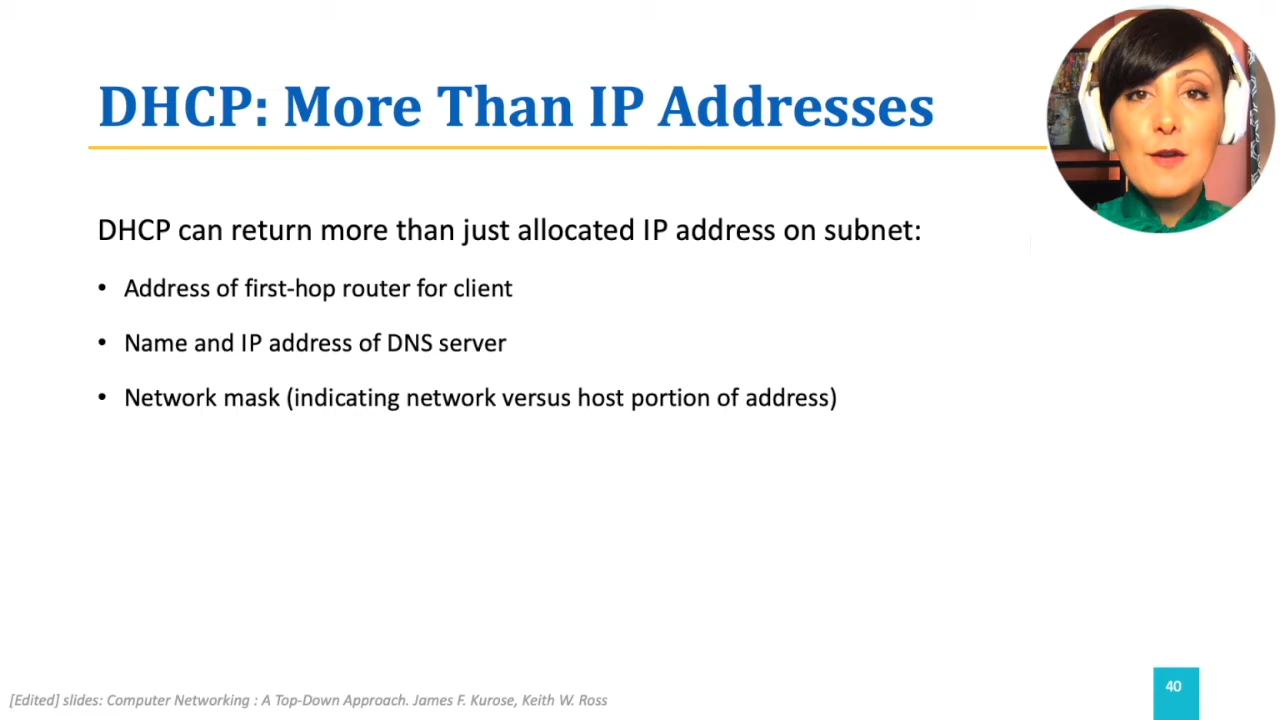 DHCP: More Than IP Addresses
DHCP can return more than just allocated IP address on subnet:
• Address of first-hop router for client
• Name and IP address of DNS server
• Network mask (indicating network versus host portion of address)
[Edited] slides: Computer Networking : A Top-Down Approach. James F. Kurose, Keith W. Ross
40